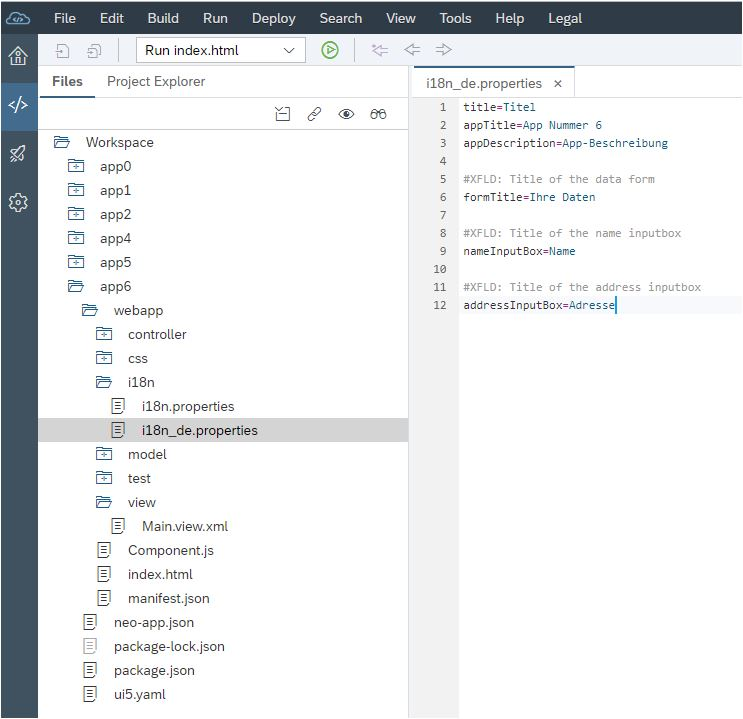 File Edit Build Run Deploy Search View Tools Help Legal
Run index.html
Files Project Explorer
i18n_de.properties ×
Workspace
app0
app1
app2
app4
app5
app6
webapp
controller
css
i18n
i18n.properties
i18n_de.properties
model
test
view
Main.view.xml
Component.js
index.html
manifest.json
neo-app.json
package-lock.json
package.json
ui5.yaml
1 title=Titel
2 appTitle=App Nummer 6
3 appDescription=App-Beschreibung
4
5 #XFLD: Title of the data form
6 formTitle=Ihre Daten
7
8 #XFLD: Title of the name inputbox
9 nameInputBox=Name
10
11 #XFLD: Title of the address inputbox
12 addressInputBox=Adresse